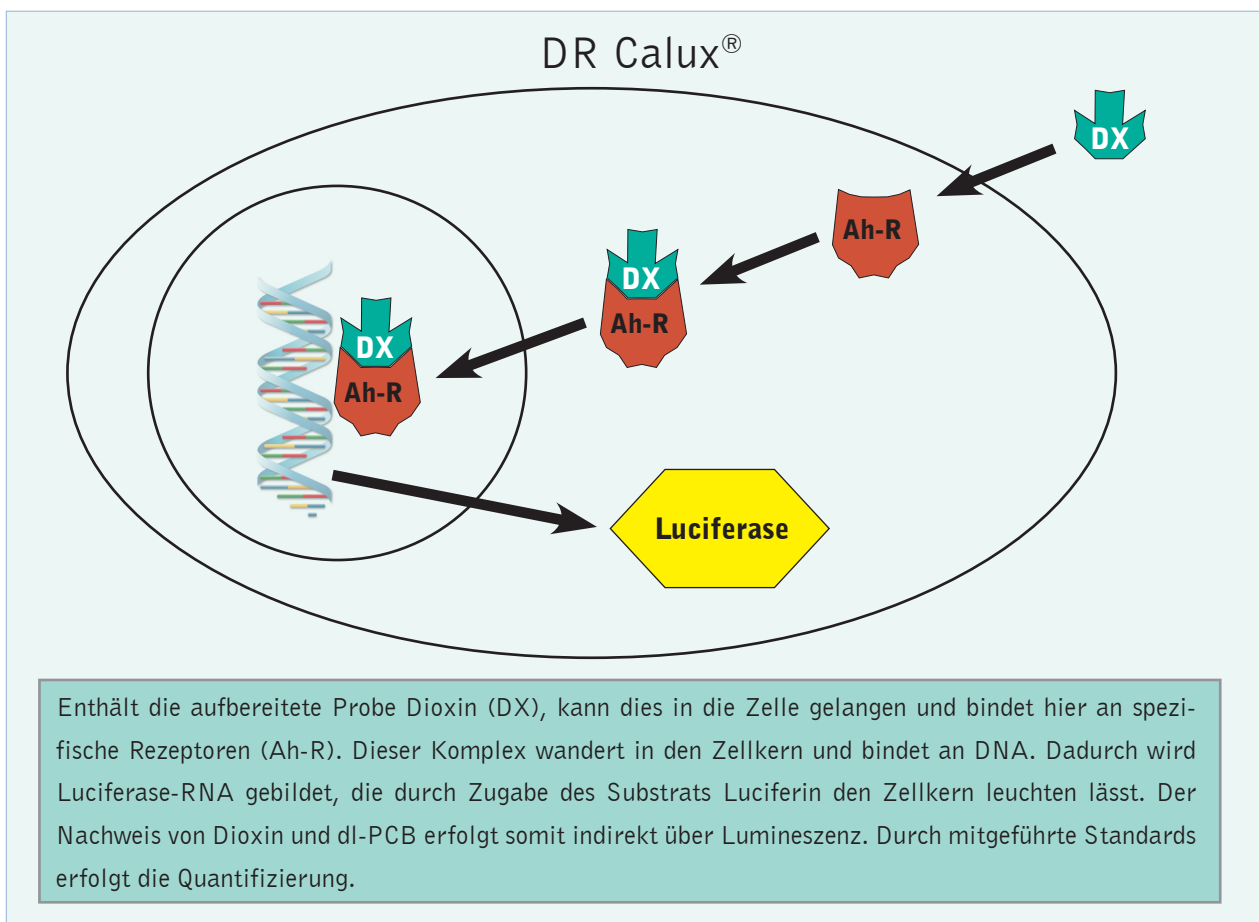 DR Calux®
DX
Ah-R
DX
Ah-R
DX
Ah-R
Luciferase
Enthält die aufbereitete Probe Dioxin (DX), kann dies in die Zelle gelangen und bindet hier an spezi-
fische Rezeptoren (Ah-R). Dieser Komplex wandert in den Zellkern und bindet an DNA. Dadurch wird
Luciferase-RNA gebildet, die durch Zugabe des Substrats Luciferin den Zellkern leuchten lässt. Der
Nachweis von Dioxin und dl-PCB erfolgt somit indirekt über Lumineszenz. Durch mitgeführte Standards
erfolgt die Quantifizierung.